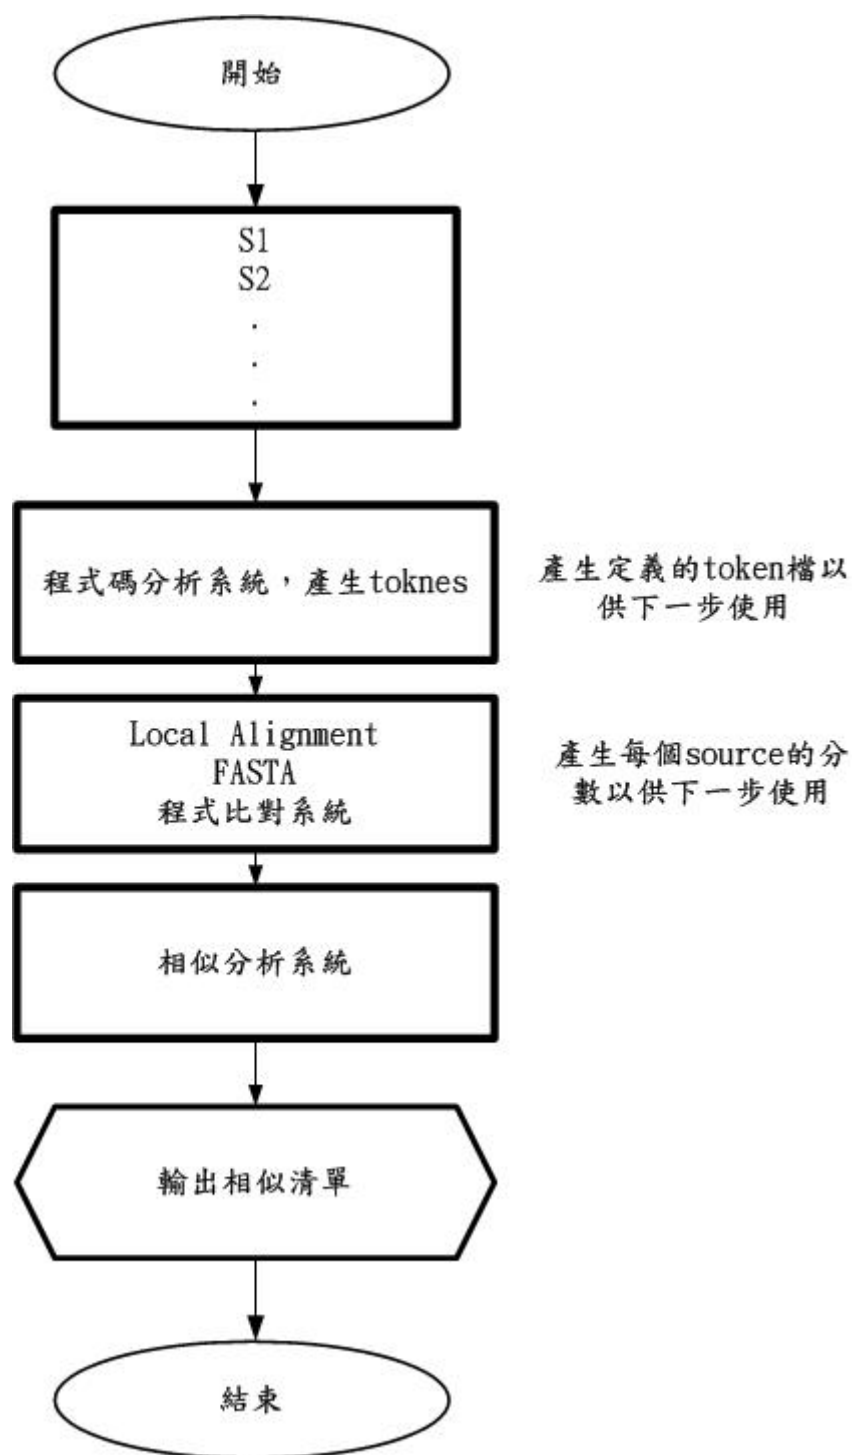 開始
S1
S2
.
.
.
程式碼分析系統，產生toknes
產生定義的token檔以
供下一步使用
Local Alignment
FASTA
程式比對系統
產生每個source的分
數以供下一步使用
相似分析系統
輸出相似清單
結束